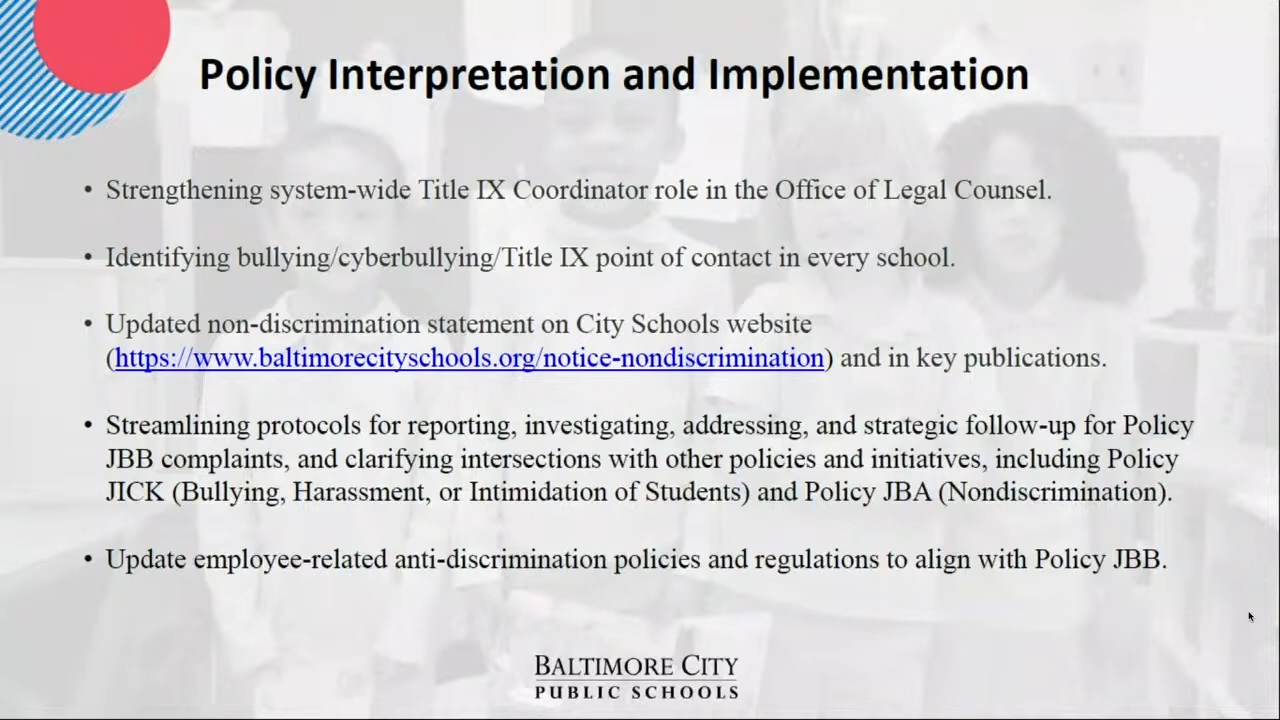 Policy Interpretation and Implementation
• Strengthening system-wide Title IX Coordinator role in the Office of Legal Counsel.
• Identifying bullying/cyberbullying/Title IX point of contact in every school.
• Updated non-discrimination statement on City Schools website
(https://www.baltimorecityschools.org/notice-nondiscrimination) and in key publications.
• Streamlining protocols for reporting, investigating, addressing, and strategic follow-up for Policy
JBB complaints, and clarifying intersections with other policies and initiatives, including Policy
JICK (Bullying, Harassment, or Intimidation of Students) and Policy JBA (Nondiscrimination).
• Update employee-related anti-discrimination policies and regulations to align with Policy JBB.
BALTIMORE CITY
PUBLIC SCHOOLS